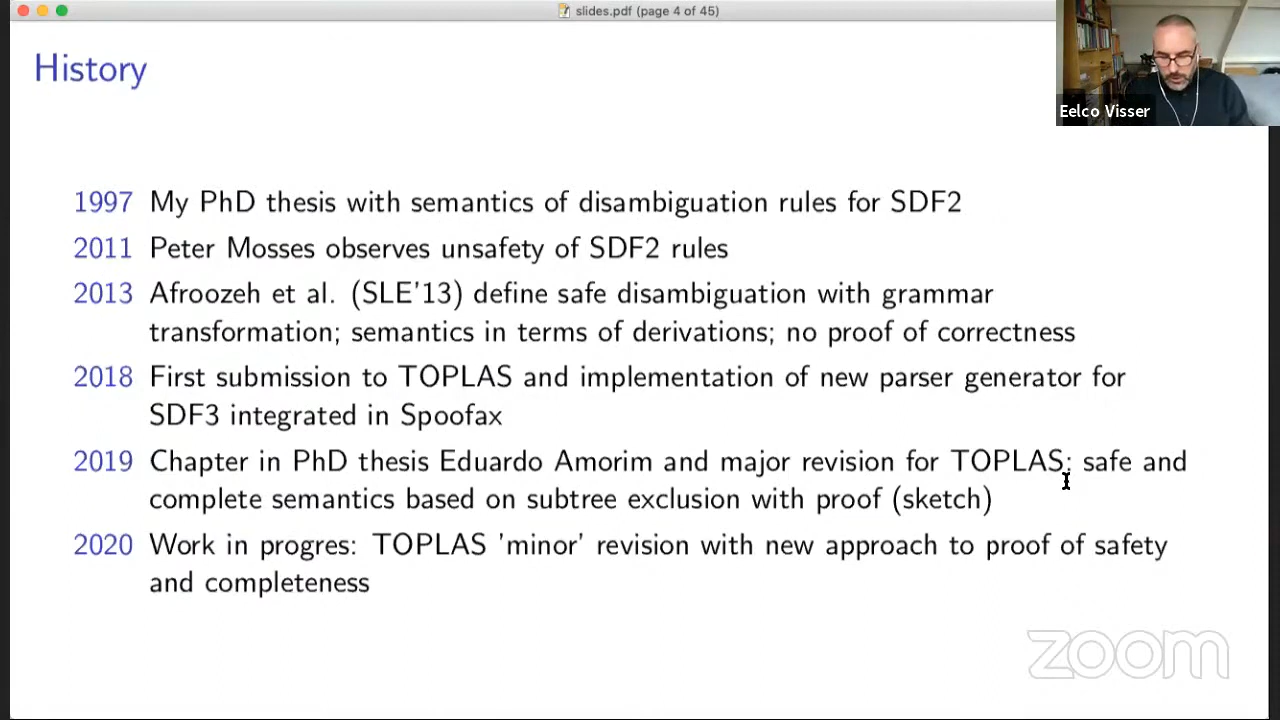 slides.pdf (page 4 of 45)
History
Eelco Visser
1997 My PhD thesis with semantics of disambiguation rules for SDF2
2011 Peter Mosses observes unsafety of SDF2 rules
2013 Afroozeh et al. (SLE'13) define safe disambiguation with grammar
transformation; semantics in terms of derivations; no proof of correctness
2018 First submission to TOPLAS and implementation of new parser generator for
SDF3 integrated in Spoofax
2019 Chapter in PhD thesis Eduardo Amorim and major revision for TOPLAS; safe and
complete semantics based on subtree exclusion with proof (sketch)
2020 Work in progres: TOPLAS 'minor' revision with new approach to proof of safety
and completeness
zoom